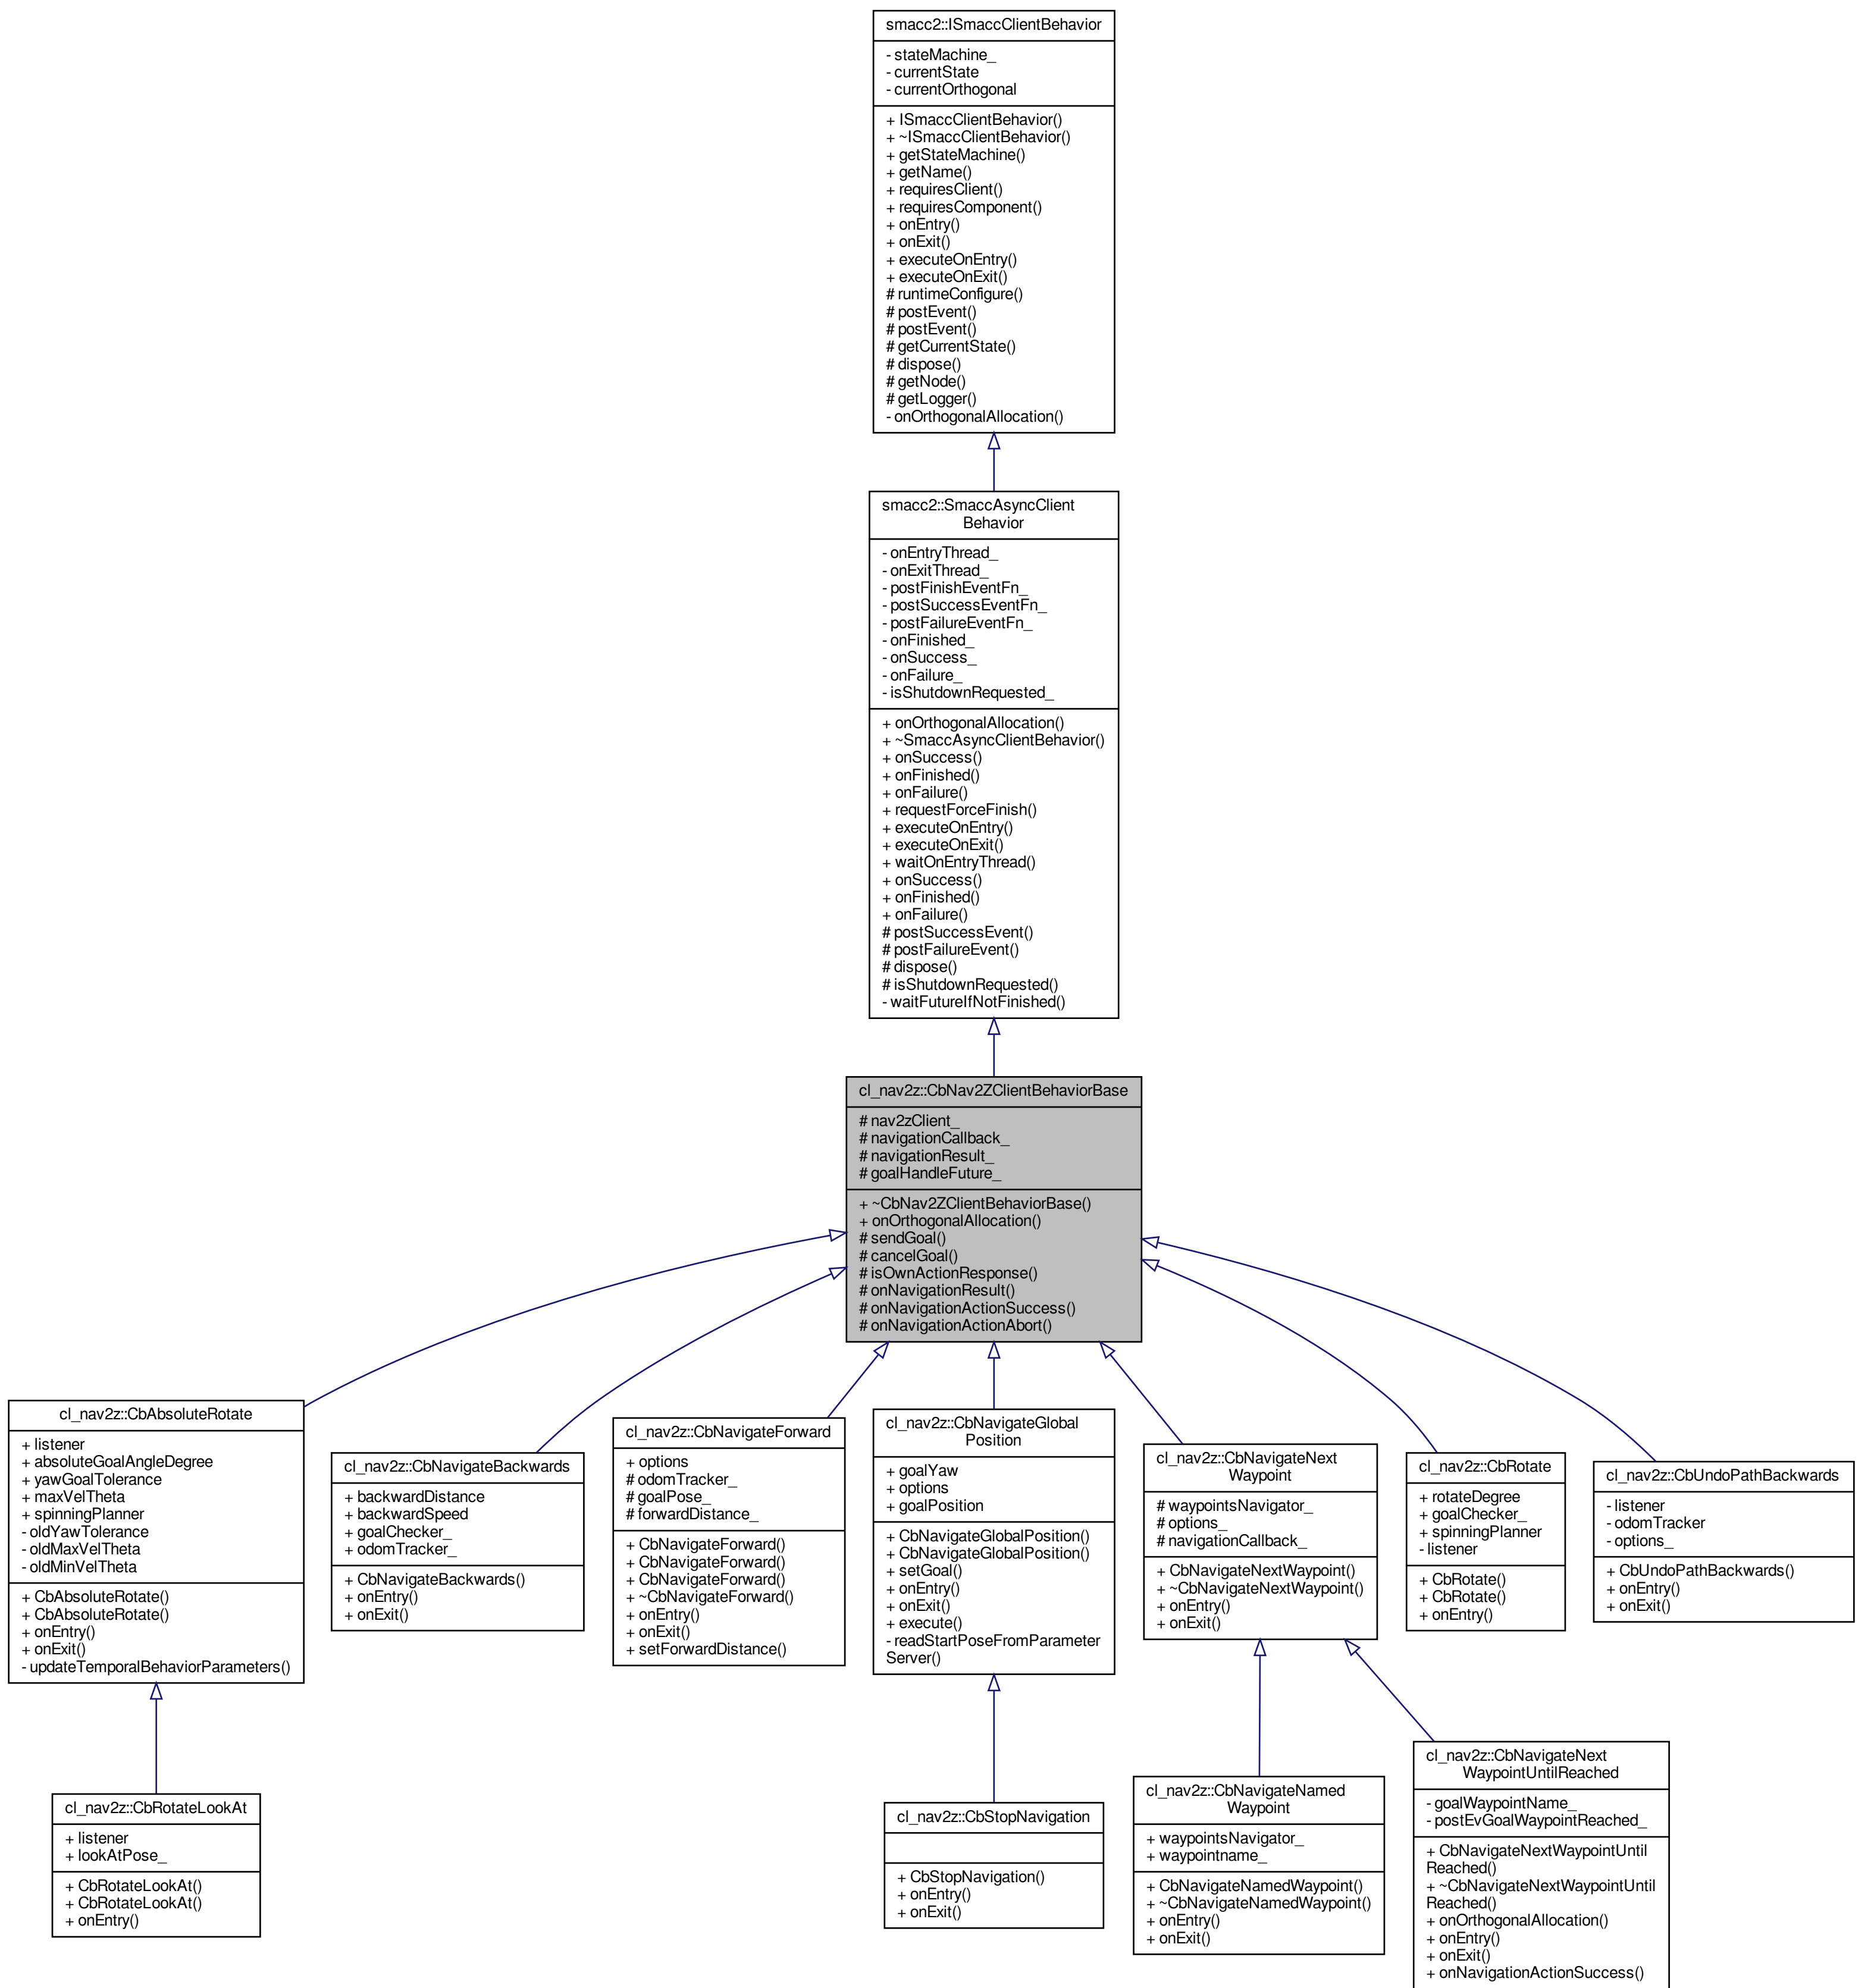 smacc2::ISmaccClientBehavior
- stateMachine_
- currentState
- currentOrthogonal
+ ISmaccClientBehavior()
+ ~ISmaccClientBehavior()
+ getStateMachine()
+ getName()
+ requiresClient()
+ requiresComponent()
+ onEntry()
+ onExit()
+ executeOnEntry()
+ executeOnExit()
# runtimeConfigure()
# postEvent()
# postEvent()
# getCurrentState()
# dispose()
# getNode()
# getLogger()
- onOrthogonalAllocation()
smacc2::SmaccAsyncClient
Behavior
- onEntryThread_
- onExitThread_
- postFinishEventFn_
- postSuccessEventFn_
- postFailureEventFn_
- onFinished_
- onSuccess_
- onFailure_
- isShutdownRequested_
+ onOrthogonalAllocation()
+ ~SmaccAsyncClientBehavior()
+ onSuccess()
+ onFinished()
+ onFailure()
+ requestForceFinish()
+ executeOnEntry()
+ executeOnExit()
+ waitOnEntryThread()
+ onSuccess()
+ onFinished()
+ onFailure()
# postSuccessEvent()
# postFailureEvent()
# dispose()
# isShutdownRequested()
- waitFutureIfNotFinished()
cl_nav2z::CbNav2ZClientBehaviorBase
# nav2zClient_
# navigationCallback_
# navigationResult_
# goalHandleFuture_
+ ~CbNav2ZClientBehaviorBase()
+ onOrthogonalAllocation()
# sendGoal()
# cancelGoal()
# isOwnActionResponse()
# onNavigationResult()
# onNavigationActionSuccess()
# onNavigationActionAbort()
cl_nav2z::CbAbsoluteRotate
+ listener
+ absoluteGoalAngleDegree
+ yawGoalTolerance
+ maxVelTheta
+ spinningPlanner
- oldYawTolerance
- oldMaxVelTheta
- oldMinVelTheta
+ CbAbsoluteRotate()
+ CbAbsoluteRotate()
+ onEntry()
+ onExit()
- updateTemporalBehaviorParameters()
cl_nav2z::CbNavigateBackwards
+ backwardDistance
+ backwardSpeed
+ goalChecker_
+ odomTracker_
+ CbNavigateBackwards()
+ onEntry()
+ onExit()
cl_nav2z::CbNavigateForward
+ options
# odomTracker_
# goalPose_
# forwardDistance_
+ CbNavigateForward()
+ CbNavigateForward()
+ CbNavigateForward()
+ ~CbNavigateForward()
+ onEntry()
+ onExit()
+ setForwardDistance()
cl_nav2z::CbNavigateGlobal
Position
+ goalYaw
+ options
+ goalPosition
+ CbNavigateGlobalPosition()
+ CbNavigateGlobalPosition()
+ setGoal()
+ onEntry()
+ onExit()
+ execute()
- readStartPoseFromParameter
Server()
cl_nav2z::CbNavigateNext
Waypoint
# waypointsNavigator_
# options_
# navigationCallback_
+ CbNavigateNextWaypoint()
+ ~CbNavigateNextWaypoint()
+ onEntry()
+ onExit()
cl_nav2z::CbRotate
+ rotateDegree
+ goalChecker_
+ spinningPlanner
- listener
+ CbRotate()
+ CbRotate()
+ onEntry()
cl_nav2z::CbUndoPathBackwards
- listener
- odomTracker
- options_
+ CbUndoPathBackwards()
+ onEntry()
+ onExit()
cl_nav2z::CbRotateLookAt
+ listener
+ lookAtPose_
+ CbRotateLookAt()
+ CbRotateLookAt()
+ onEntry()
cl_nav2z::CbStopNavigation
+ CbStopNavigation()
+ onEntry()
+ onExit()
cl_nav2z::CbNavigateNamed
Waypoint
+ waypointsNavigator_
+ waypointname_
+ CbNavigateNamedWaypoint()
+ ~CbNavigateNamedWaypoint()
+ onEntry()
+ onExit()
cl_nav2z::CbNavigateNext
WaypointUntilReached
- goalWaypointName_
- postEvGoalWaypointReached_
+ CbNavigateNextWaypointUntil
Reached()
+ ~CbNavigateNextWaypointUntil
Reached()
+ onOrthogonalAllocation()
+ onEntry()
+ onExit()
+ onNavigationActionSuccess()